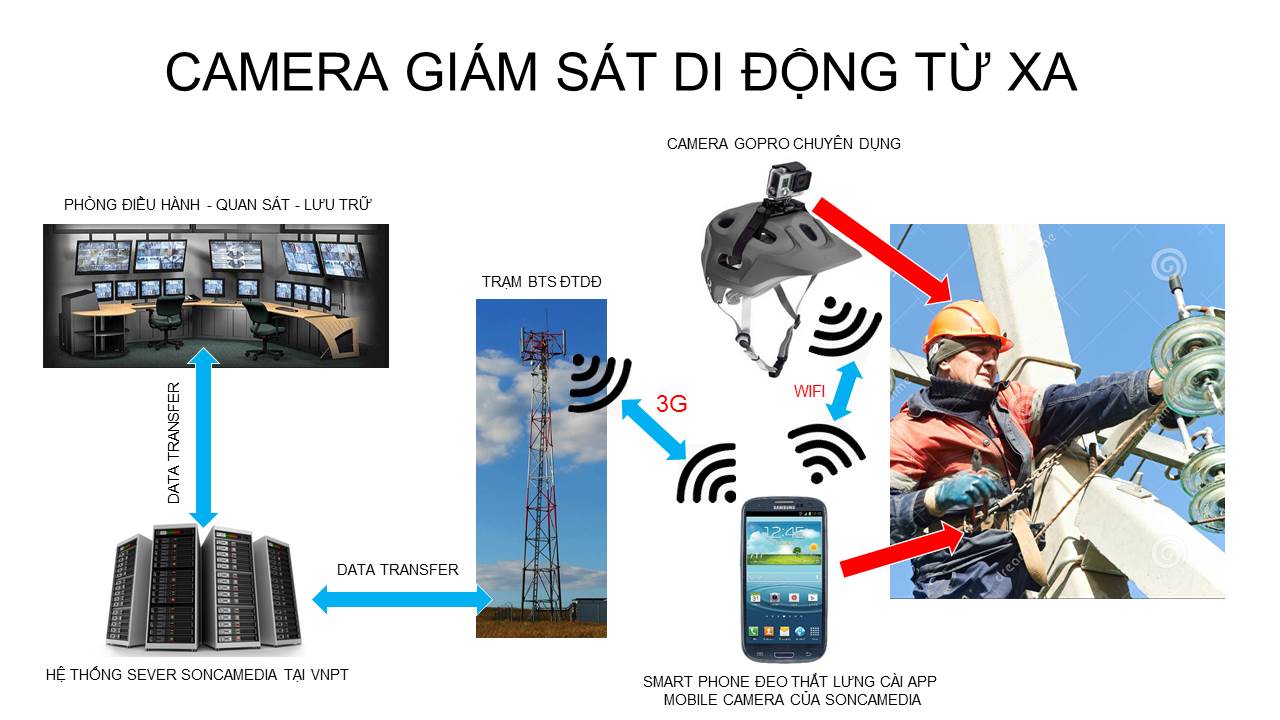 CAMERA GIÁM SÁT DI ĐỘNG TỪ XA
CAMERA GOPRO CHUYÊN DỤNG
PHÒNG ĐIỀU HÀNH - QUAN SÁT - LƯU TRỮ
TRẠM BTS ĐTDĐ
3G
WIFI
DATA TRANSFER
SAMSUNG
12:45
DATA TRANSFER
HỆ THỐNG SEVER SONCAMEDIA TẠI VNPT
SMART PHONE ĐEO THẮT LƯNG CÀI APP
MOBILE CAMERA CỦA SONCAMEDIA